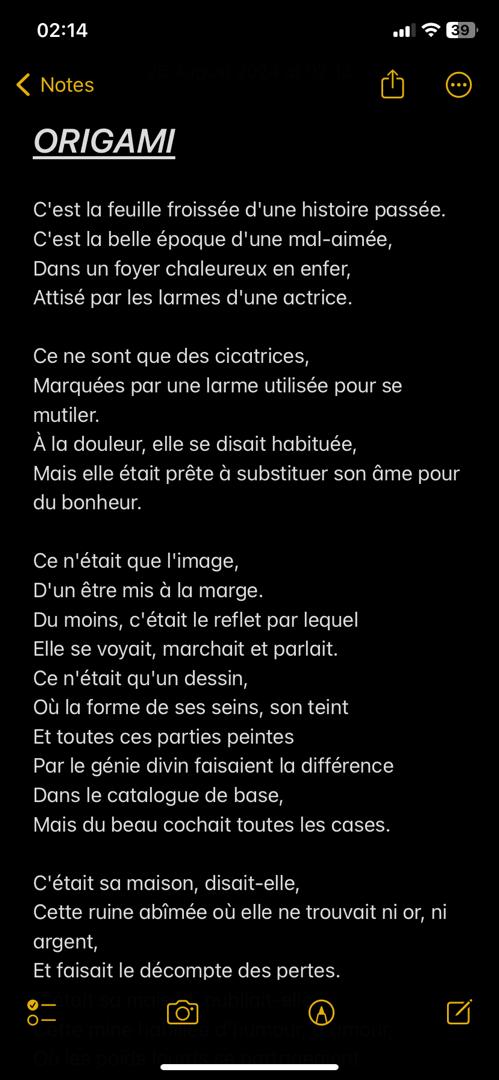 02:14
39
Notes
ORIGAMI
C'est la feuille froissée d'une histoire passée.
C'est la belle époque d'une mal-aimée,
Dans un foyer chaleureux en enfer,
Attisé par les larmes d'une actrice.
Ce ne sont que des cicatrices,
Marquées par une larme utilisée pour se
mutiler.
À la douleur, elle se disait habituée,
Mais elle était prête à substituer son âme pour
du bonheur.
Ce n'était que l'image,
D'un être mis à la marge.
Du moins, c'était le reflet par lequel
Elle se voyait, marchait et parlait.
Ce n'était qu'un dessin,
Où la forme de ses seins, son teint
Et toutes ces parties peintes
Par le génie divin faisaient la différence
Dans le catalogue de base,
Mais du beau cochait toutes les cases.
C'était sa maison, disait-elle,
Cette ruine abîmée où elle ne trouvait ni or, ni
argent,
Et faisait le décompte des pertes.